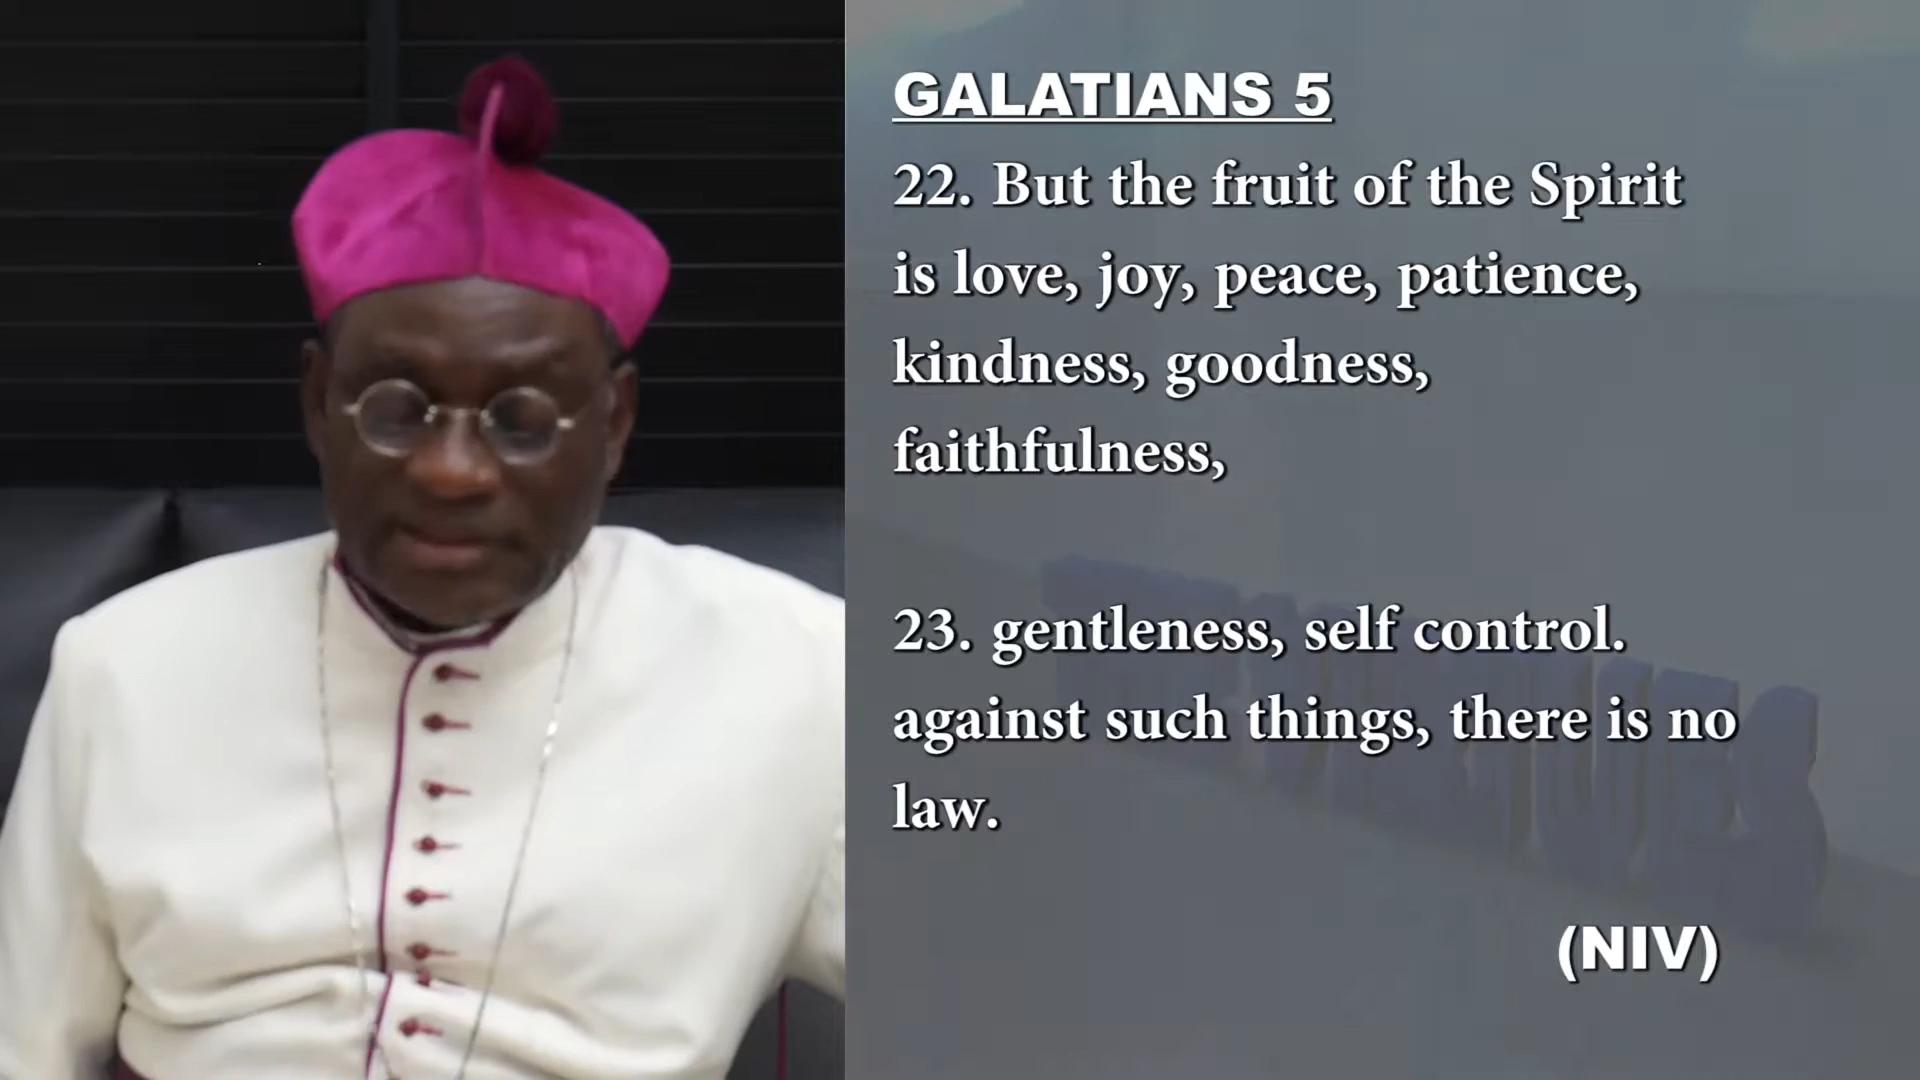 GALATIANS 5
22. But the fruit of the Spirit
is love, joy, peace, patience,
kindness, goodness,
faithfulness,
23. gentleness, self control.
against such things, there is no
law.
(NIV)